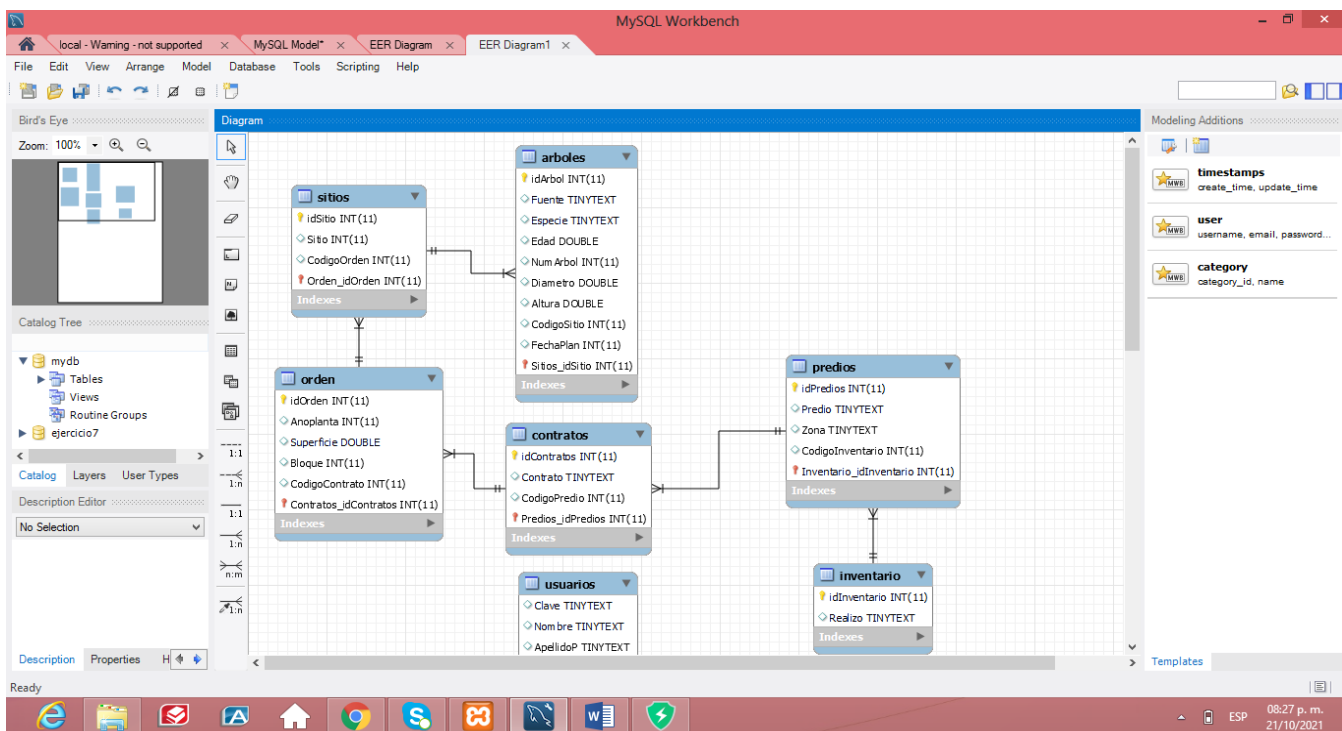 MySQL Workbench
local - Warning - not supported
MySQL Model*
EER Diagram
EER Diagram1
File Edit View Arrange Model Database Tools Scripting Help
Bird's Eye
Zoom: 100%
Catalog Tree
mydb
Tables
Views
Routine Groups
ejercicio7
Catalog Layers User Types
Description Editor
No Selection
Description Properties H
Ready
Diagram
1:1
1:n
1:1
1:n
n:m
1:n
sitios
idSitio INT(11)
Sitio INT(11)
CodigoOrden INT(11)
Orden_idOrden INT(11)
Indexes
arboles
idArbol INT(11)
Fuente TINYTEXT
Especie TINYTEXT
Edad DOUBLE
NumArbol INT(11)
Diametro DOUBLE
Altura DOUBLE
CodigoSitio INT(11)
FechaPlan INT(11)
Sitios_idSitio INT(11)
Indexes
orden
idOrden INT(11)
Anoplanta INT(11)
Superficie DOUBLE
Bloque INT(11)
CodigoContrato INT(11)
Contratos_idContratos INT(11)
Indexes
contratos
idContratos INT(11)
Contrato TINYTEXT
CodigoPredio INT(11)
Predios_idPredios INT(11)
Indexes
predios
idPredios INT(11)
Predio TINYTEXT
Zona TINYTEXT
CodigoInventario INT(11)
Inventario_idInventario INT(11)
Indexes
usuarios
Clave TINYTEXT
Nombre TINYTEXT
ApellidoP TINYTEXT
inventario
idInventario INT(11)
Realizo TINYTEXT
Indexes
Modeling Additions
timestamps
create_time, update_time
user
username, email, password...
category
category_id, name
Templates
ESP
08:27 p. m.
21/10/2021